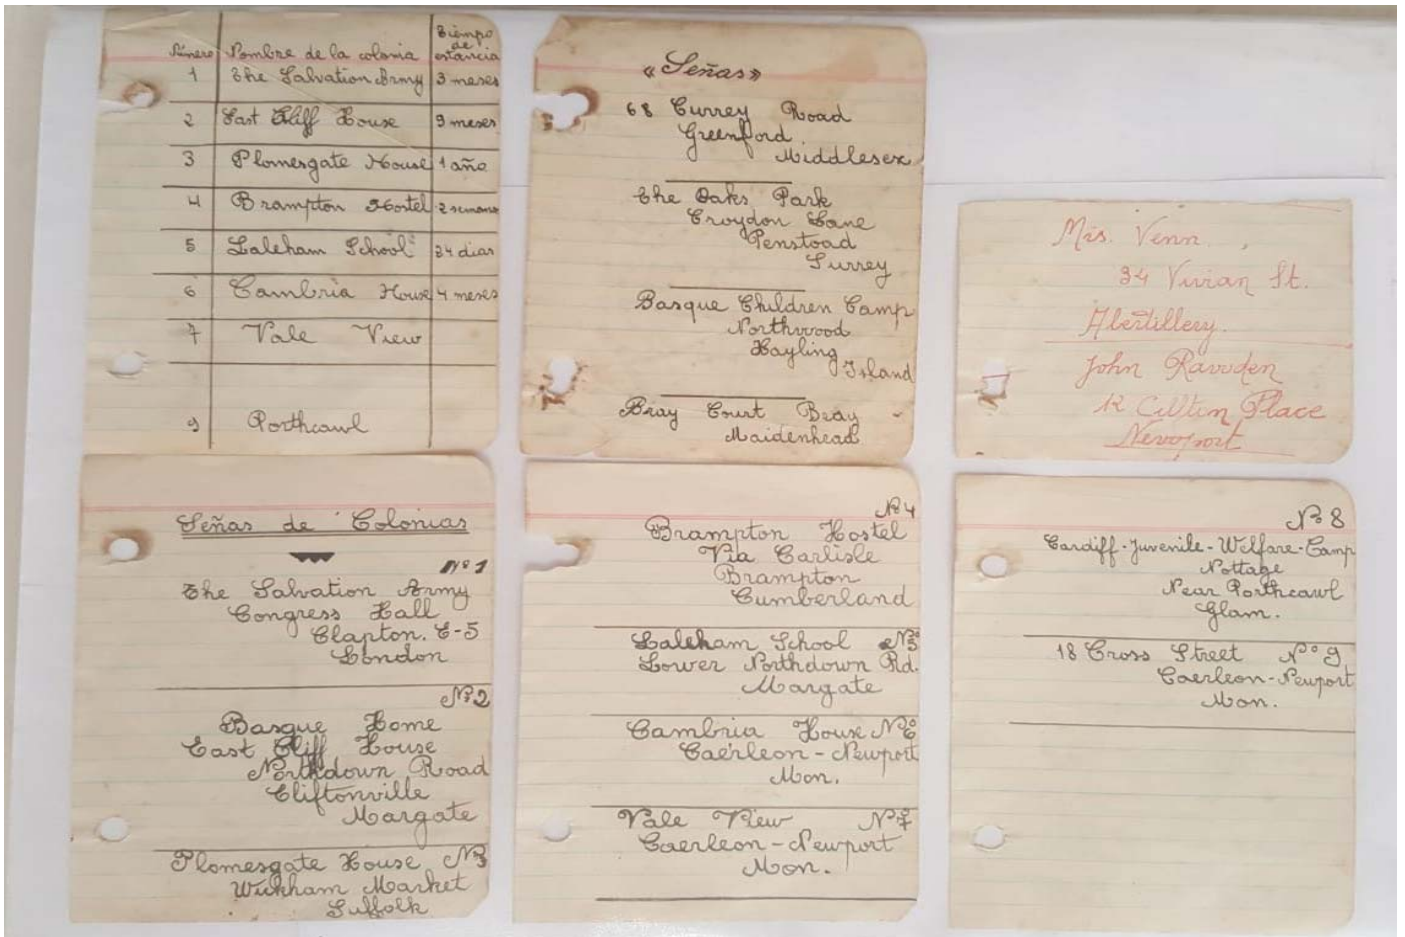 Número Nombre de la colonia Tiempo de estancia
1 The Salvation Army 3 meses
2 East Cliff House 9 meses
3 Plomesgate House 1 año
4 Brampton Hostel 2 semana
5 Laleham School 24 dias
6 Cambria House 4 meses
7 Vale View
9 Porthcawl
«Señas»
68 Currey Road
Greenford
Middlesex
The Oaks Park
Croydon Lane
Penstoad
Surrey
Basque Children Camp
Northwood
Hayling
Island
Bray Court Bray -
Maidenhead
Mrs. Venn.,
34 Vivian St.
Abertillery.
John
12 Place
Newport
Señas de Colonias
Nº 1
The Salvation Army
Congress Hall
Clapton. E-5
London
Nº 2
Basque Home
East Cliff House
Northdown Road
Cliftonville
Margate
Plomesgate House Nº 3
Wickham Market
Suffolk
Nº 4
Brampton Hostel
Via Carlisle
Brampton
Cumberland
Laleham School Nº 5
Lower Northdown Rd.
Margate
Cambria House Nº 6
Caerleon - Newport
Mon.
Vale View Nº 7
Caerleon - Newport
Mon.
Nº 8
Cardiff-Juvenile-Welfare-Camp
Nottage
Near Porthcawl
Glam.
18 Cross Street Nº 9
Caerleon-Newport
Mon.